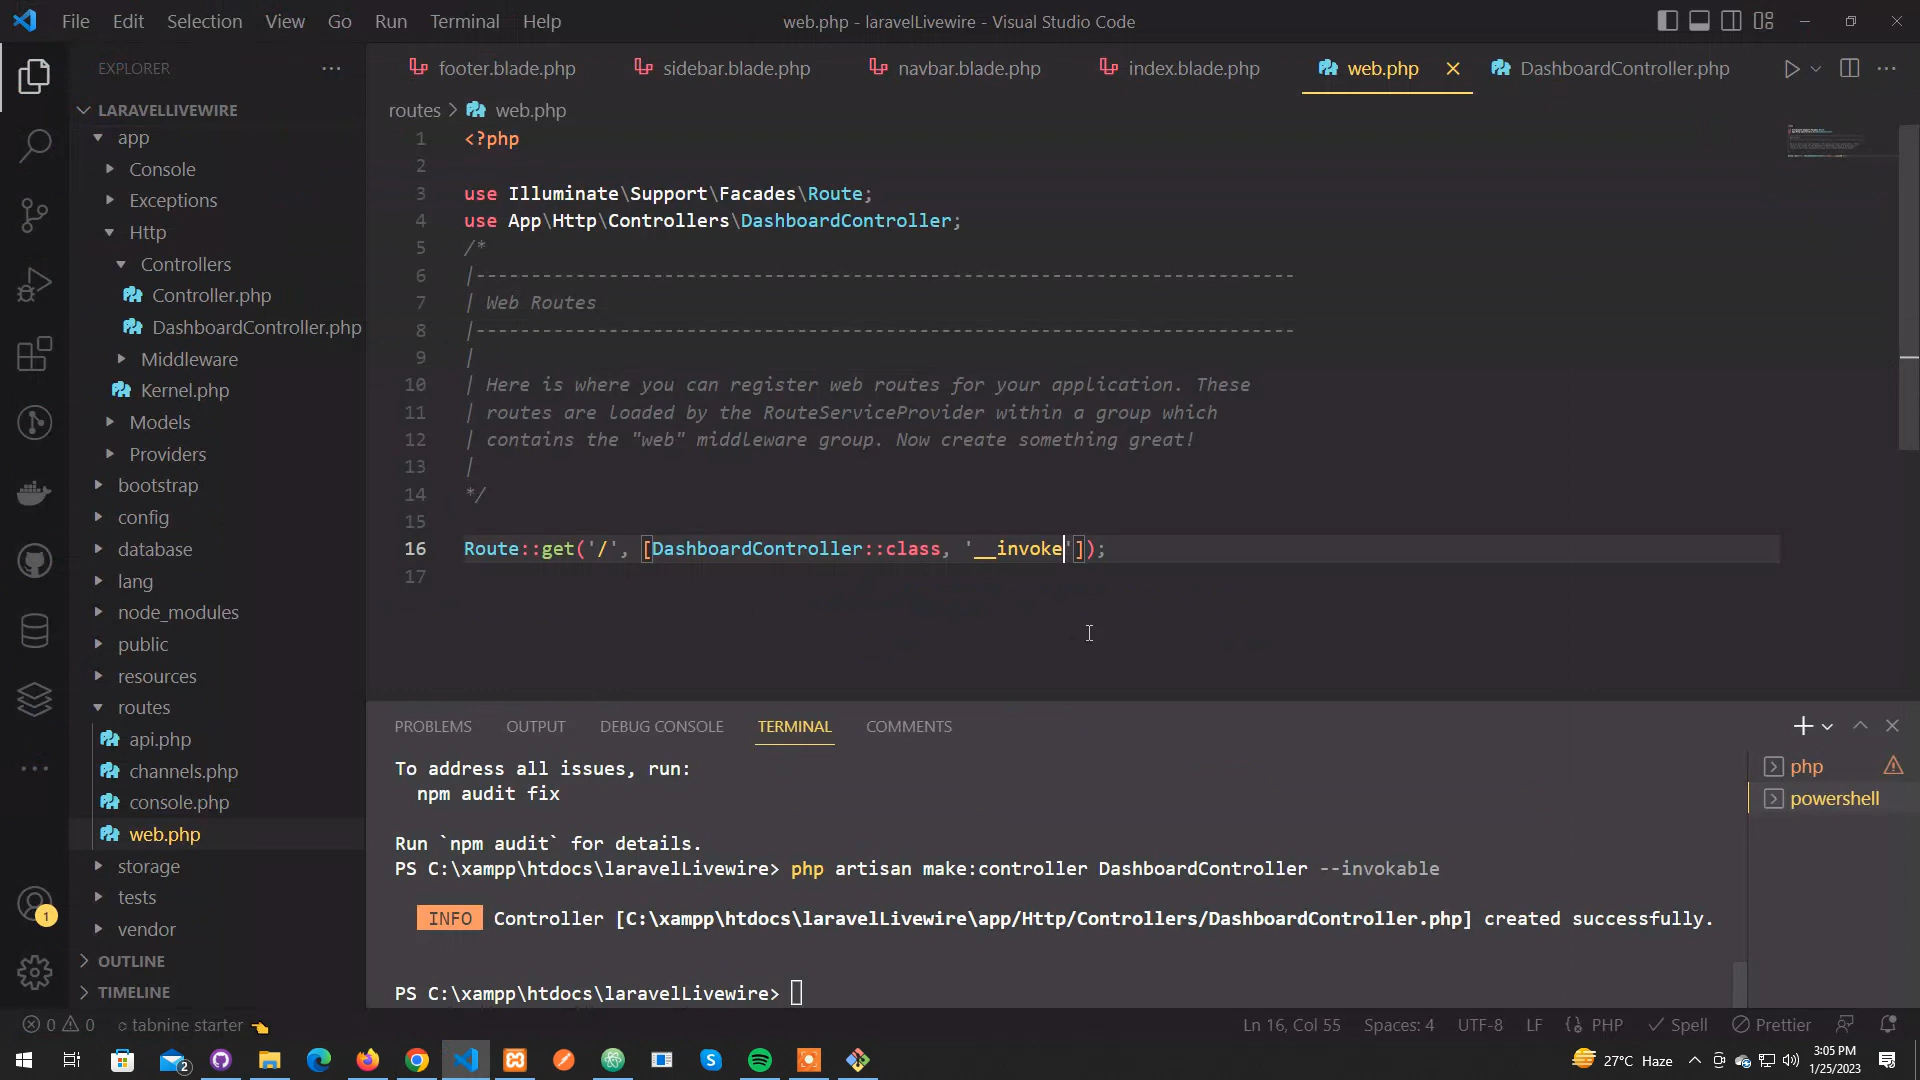 File Edit Selection View Go Run Terminal Help
web.php - laravelLivewire - Visual Studio Code
EXPLORER
LARAVELLIVEWIRE
app
Console
Exceptions
Http
Controllers
Controller.php
DashboardController.php
Middleware
Kernel.php
Models
Providers
bootstrap
config
database
lang
node_modules
public
resources
routes
api.php
channels.php
console.php
web.php
storage
tests
vendor
OUTLINE
TIMELINE
1
footer.blade.php sidebar.blade.php navbar.blade.php index.blade.php web.php DashboardController.php
routes > web.php
1 <?php
2
3 use Illuminate\Support\Facades\Route;
4 use App\Http\Controllers\DashboardController;
5 /*
6 |--------------------------------------------------------------------------
7 | Web Routes
8 |--------------------------------------------------------------------------
9 |
10 | Here is where you can register web routes for your application. These
11 | routes are loaded by the RouteServiceProvider within a group which
12 | contains the "web" middleware group. Now create something great!
13 |
14 */
15
16 Route::get('/', [DashboardController::class, '__invoke']);
17
PROBLEMS OUTPUT DEBUG CONSOLE TERMINAL COMMENTS
To address all issues, run:
npm audit fix
Run `npm audit` for details.
PS C:\xampp\htdocs\laravelLivewire> php artisan make:controller DashboardController --invokable
INFO Controller [C:\xampp\htdocs\laravelLivewire\app/Http/Controllers/DashboardController.php] created successfully.
PS C:\xampp\htdocs\laravelLivewire>
php
powershell
0 0 tabnine starter
Ln 16, Col 55 Spaces: 4 UTF-8 LF PHP Spell Prettier
2
27°C Haze
3:05 PM
1/25/2023